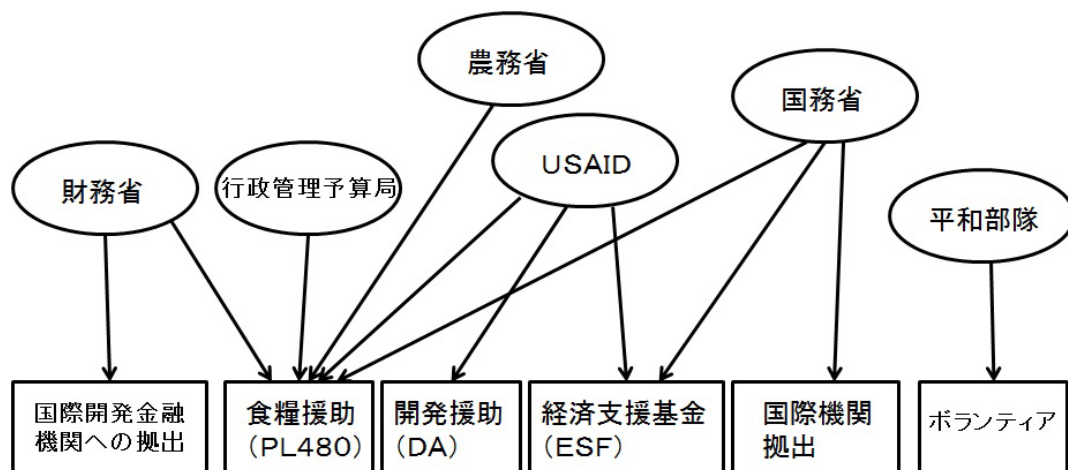 農務省
国務省
USAID
財務省
行政管理予算局
平和部隊
国際開発金融
機関への拠出
食糧援助
(PL480)
開発援助
(DA)
経済支援基金
(ESF)
国際機関
拠出
ボランティア